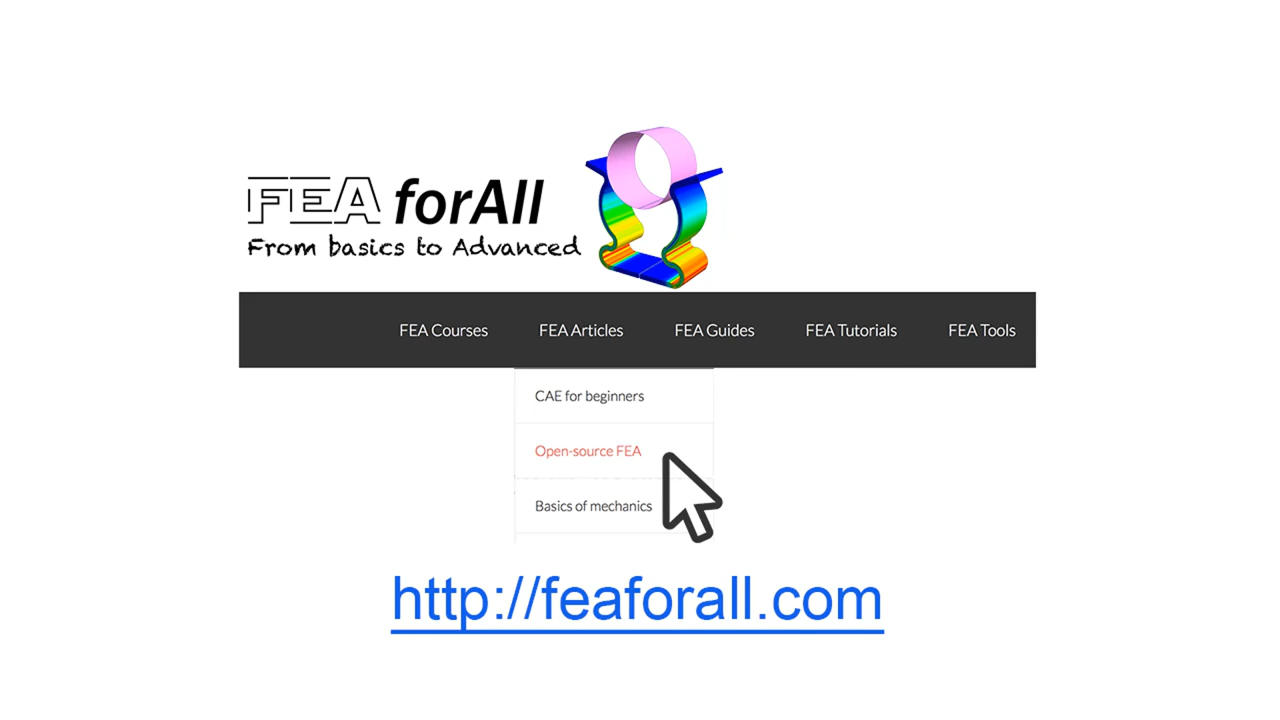 FEA forAll
From basics to Advanced
FEA Courses FEA Articles FEA Guides FEA Tutorials FEA Tools
CAE for beginners
Open-source FEA
Basics of mechanics
http://feaforall.com